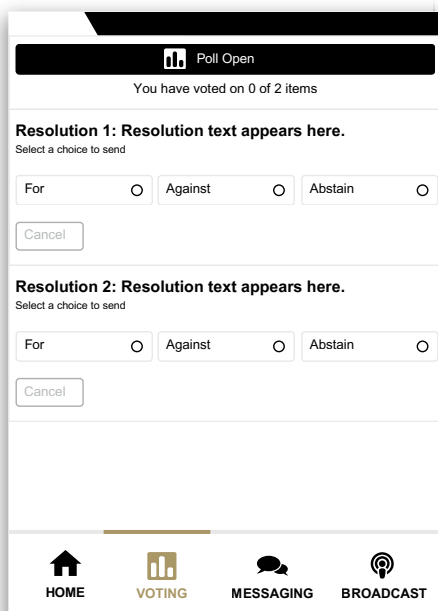 Poll Open
You have voted on 0 of 2 items
Resolution 1: Resolution text appears here.
Select a choice to send
For Against Abstain
Cancel
Resolution 2: Resolution text appears here.
Select a choice to send
For Against Abstain
Cancel
HOME VOTING MESSAGING BROADCAST